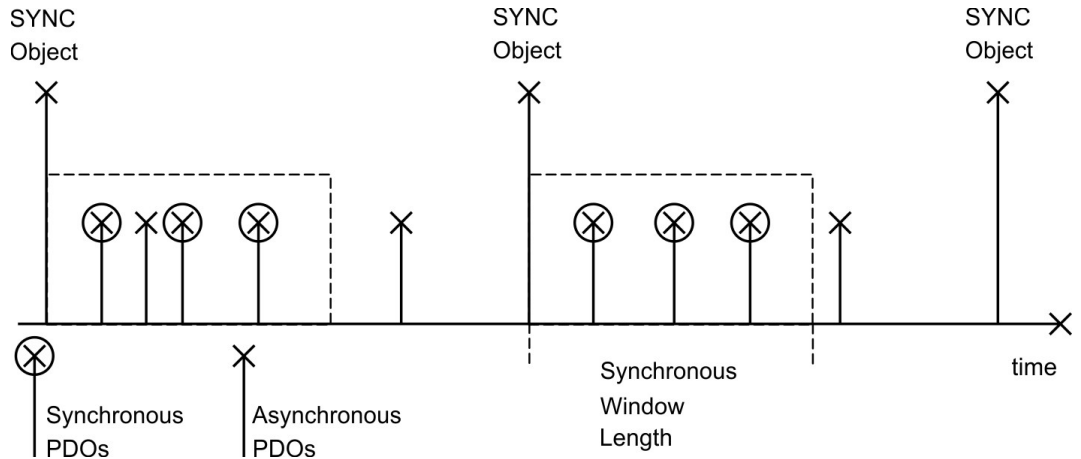 SYNC
Object
SYNC
Object
SYNC
Object
time
Synchronous
PDOs
Asynchronous
PDOs
Synchronous
Window
Length